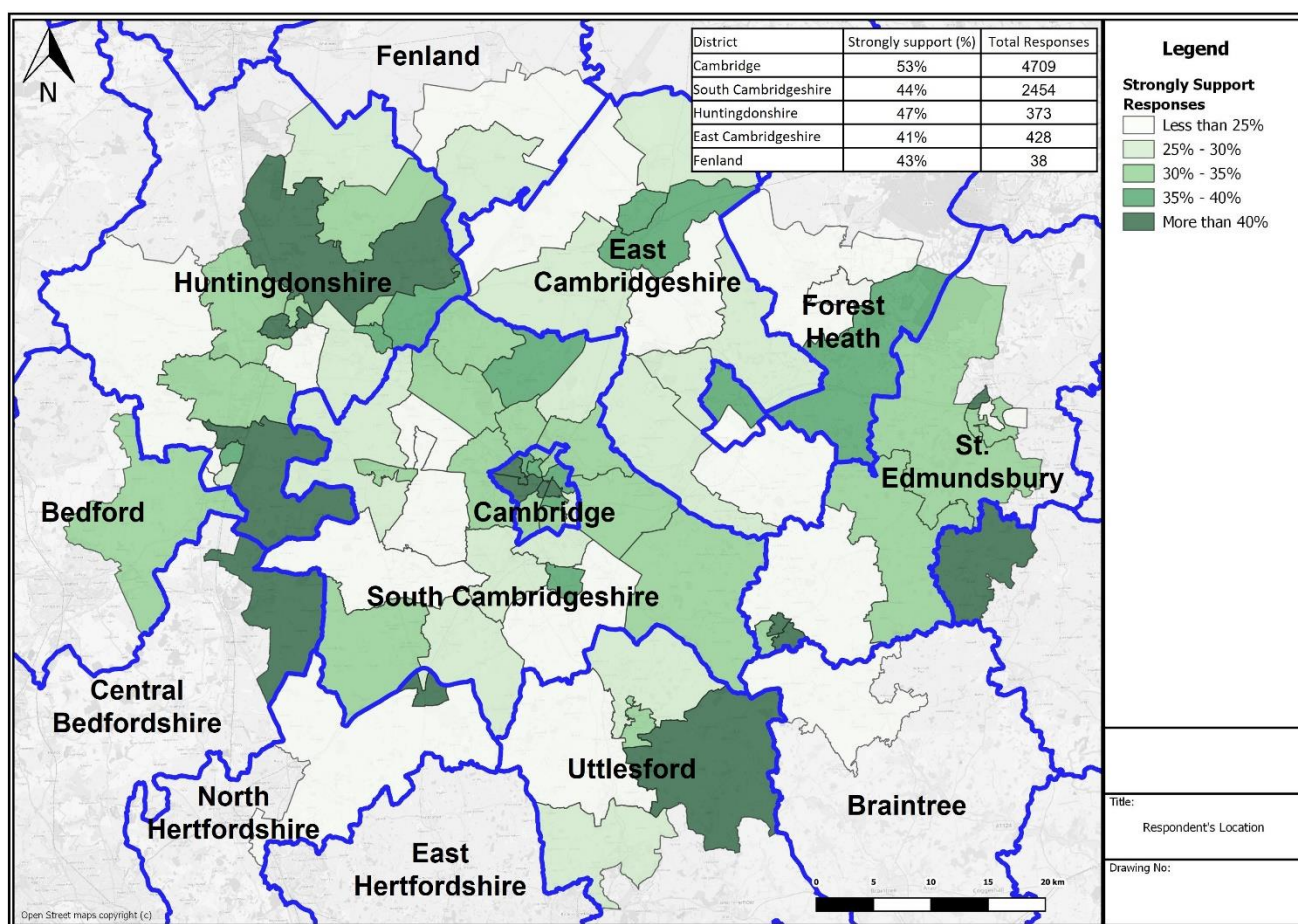 Fenland
District Strongly support (%) Total Responses
Cambridge 53% 4709
South Cambridgeshire 44% 2454
Huntingdonshire 47% 373
East Cambridgeshire 41% 428
Fenland 43% 38
Legend
Strongly Support
Responses
Less than 25%
25% - 30%
30% - 35%
35% - 40%
More than 40%
N
Huntingdonshire
East
Cambridgeshire
Forest
Heath
St.
Edmundsbury
Bedford
Cambridge
South Cambridgeshire
Central
Bedfordshire
Uttlesford
North
Hertfordshire
Braintree
East
Hertfordshire
Title:
Respondent's Location
Drawing No:
0 5 10 15 20 km
Open Street maps copyright (c)